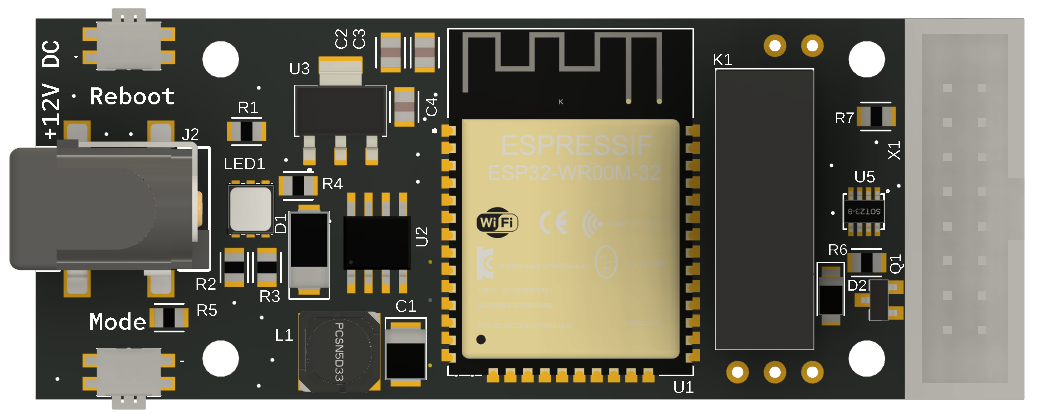 +12V DC
Reboot
J2
R1
LED1
U3
C2
C3
C4
R4
D1
U2
R2
R3
R5
Mode
L1
PCSN5D33
C1
K
ESPRESSIF
ESP32-WROOM-32
WiFi
CE
U1
K1
R7
X1
U5
SOT23-8
R6
D2
Q1